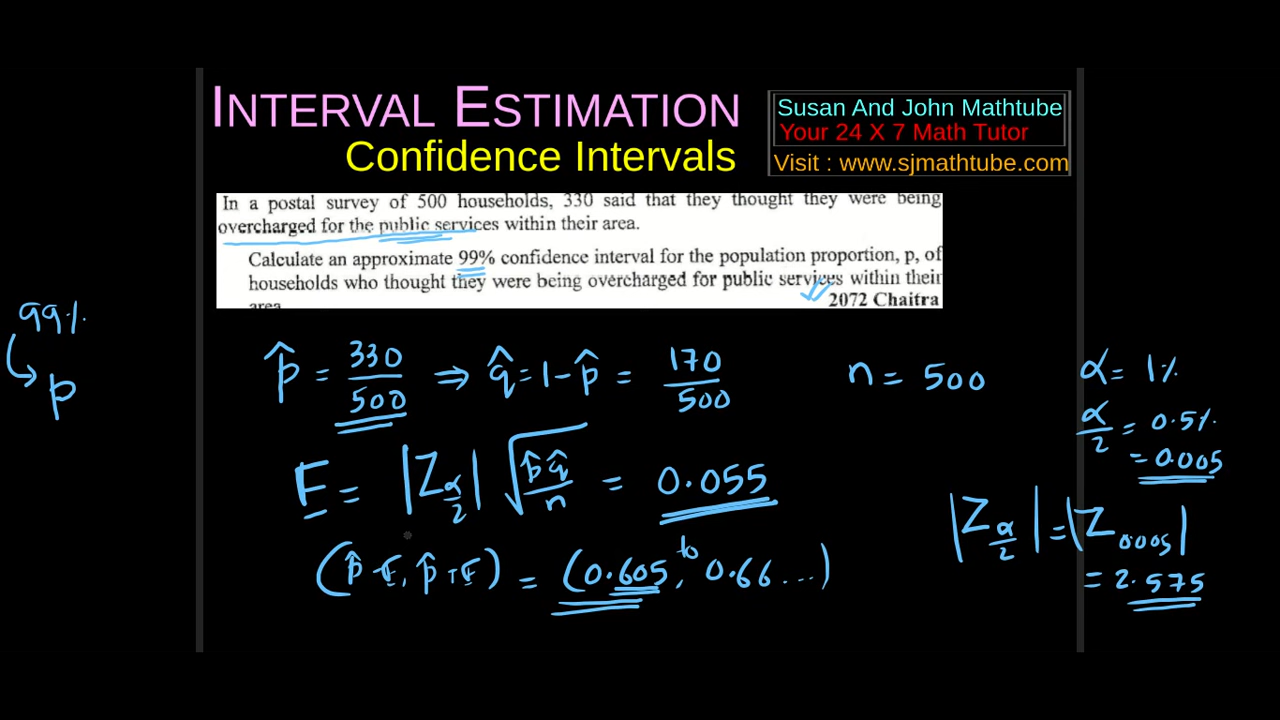 INTERVAL ESTIMATION
Confidence Intervals
Susan And John Mathtube
Your 24 X 7 Math Tutor
Visit : www.sjmathtube.com
In a postal survey of 500 households, 330 said that they thought they were being
overcharged for the public services within their area.
Calculate an approximate 99% confidence interval for the population proportion, p, of
households who thought they were being overcharged for public services within their
area
2072 Chaitra
99%
p
p̂ = 330/500 ⇒ q̂ = 1 - p̂ = 170/500
n = 500
α = 1%
α/2 = 0.5%
= 0.005
E = |Z α/2| √(p̂q̂/n) = 0.055
|Z α/2| = |Z 0.005|
= 2.575
(p̂-E, p̂+E) = (0.605, to 0.66...)